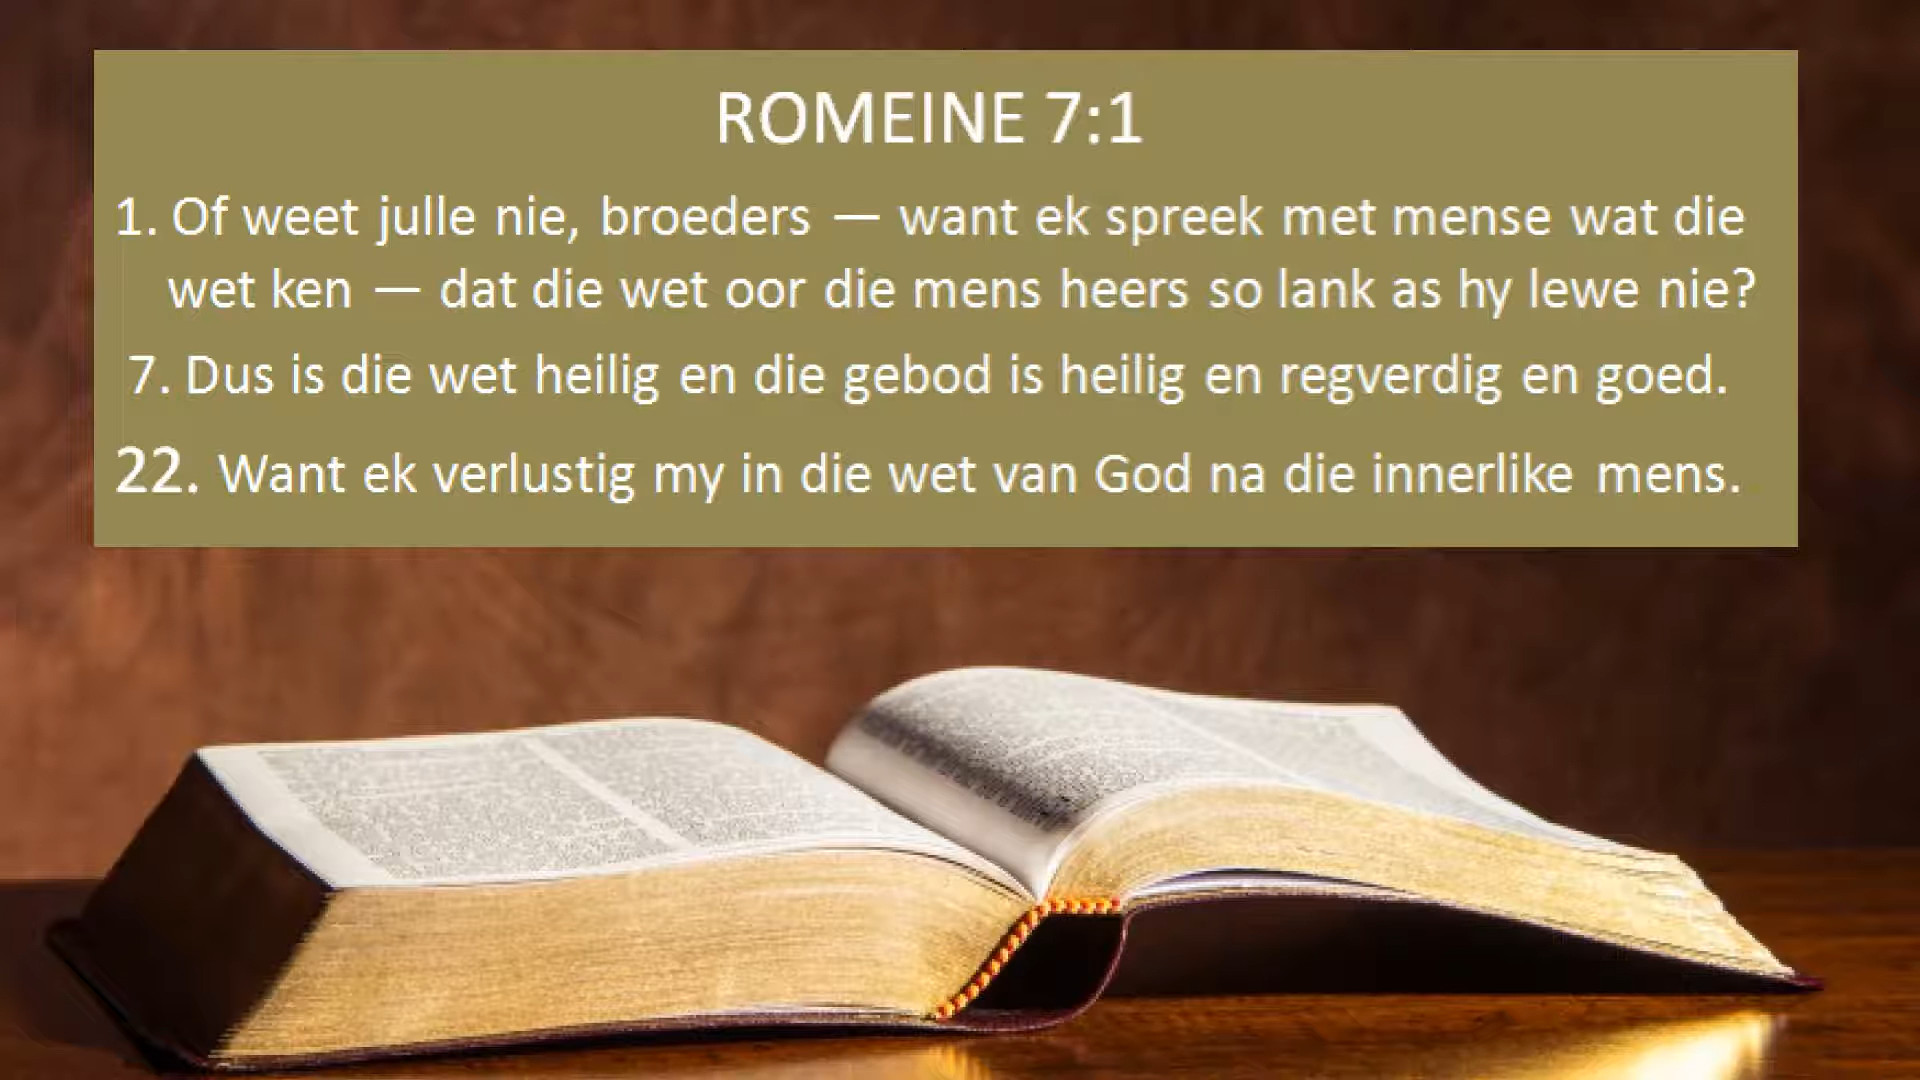 ROMEINE 7:1
1. Of weet julle nie, broeders — want ek spreek met mense wat die
wet ken — dat die wet oor die mens heers so lank as hy lewe nie?
7. Dus is die wet heilig en die gebod is heilig en regverdig en goed.
22. Want ek verlustig my in die wet van God na die innerlike mens.